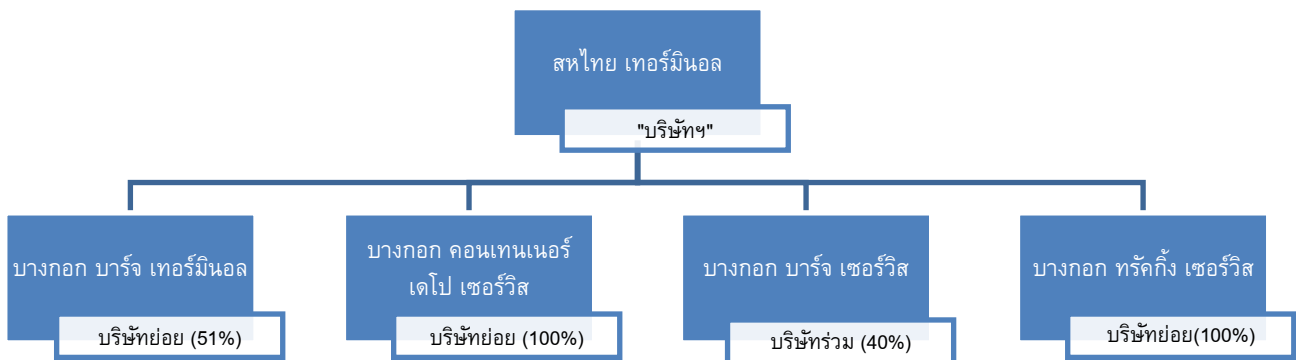 สหไทย เทอร์มินอล
"บริษัทฯ"
บางกอก บาร์จ เทอร์มินอล
บริษัทย่อย (51%)
บางกอก คอนเทนเนอร์
เดโป เซอร์วิส
บริษัทย่อย (100%)
บางกอก บาร์จ เซอร์วิส
บริษัทร่วม (40%)
บางกอก ทรัคกิ้ง เซอร์วิส
บริษัทย่อย(100%)